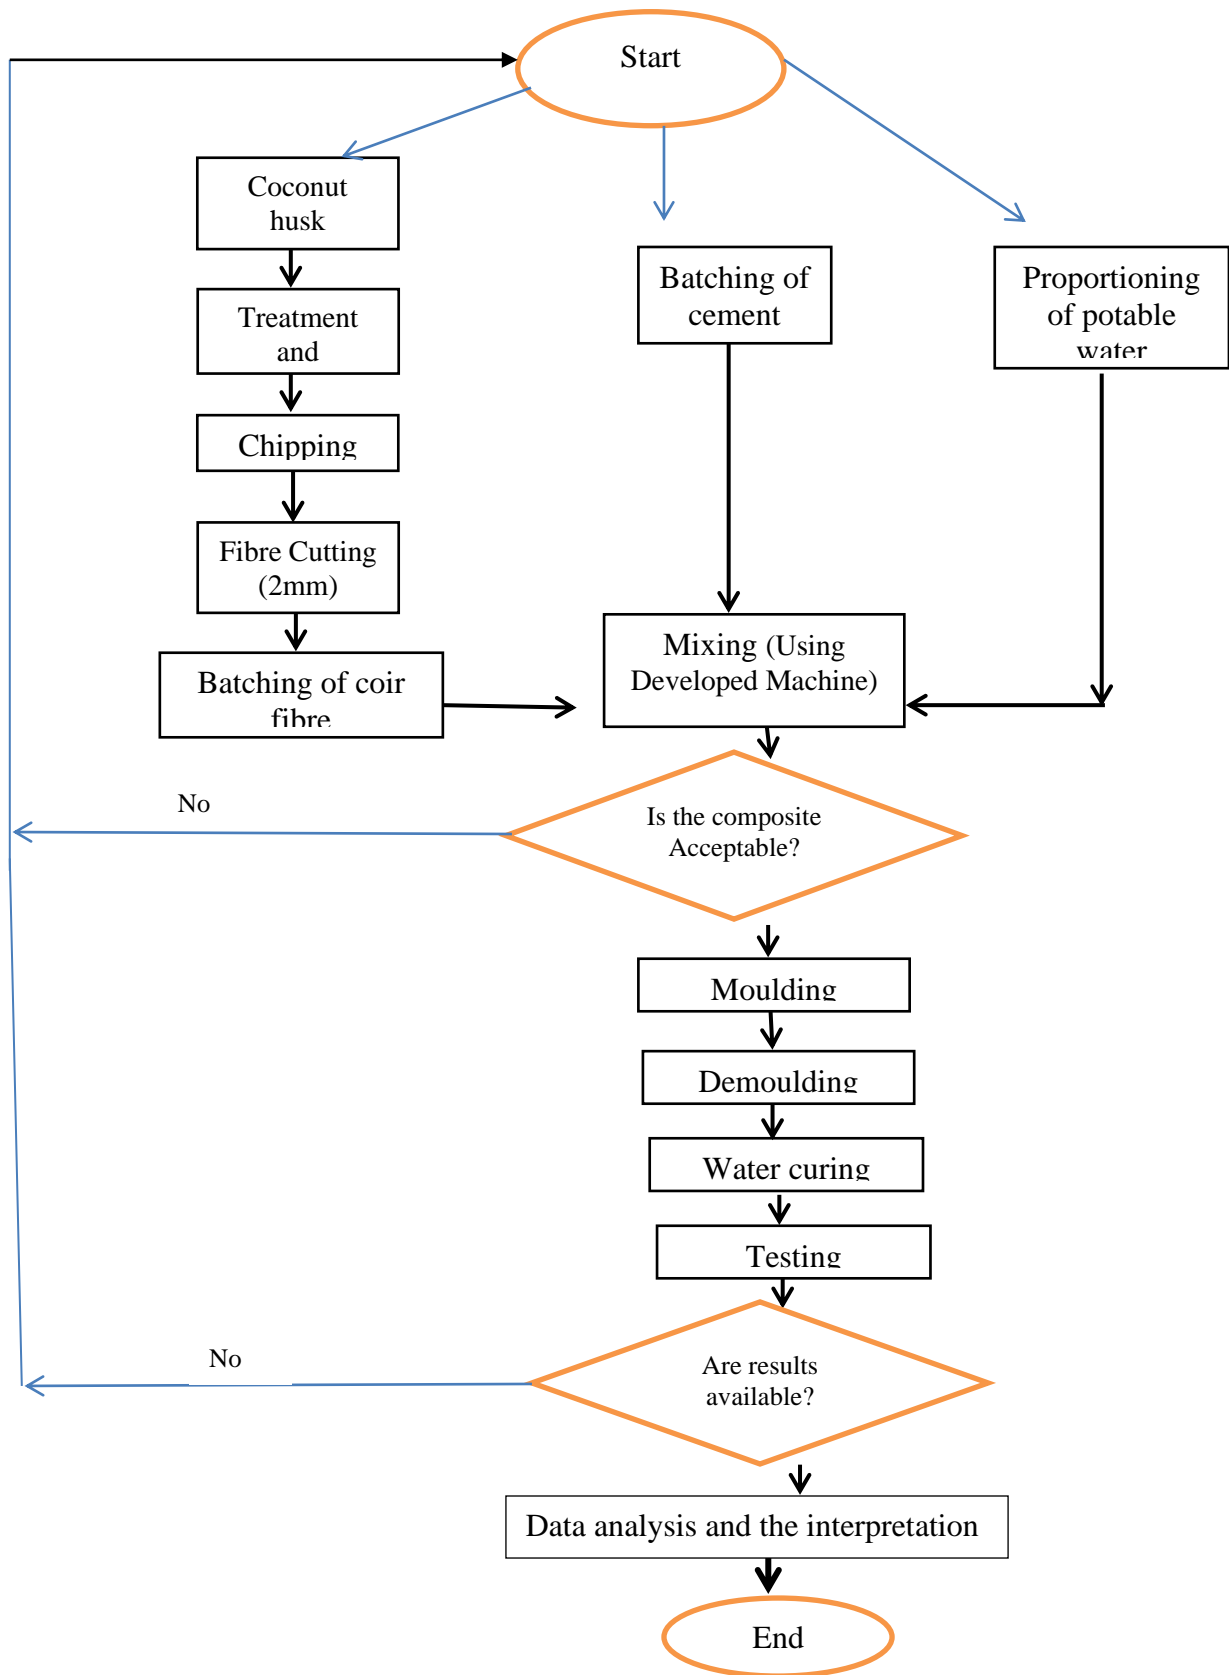 Start
Coconut
husk
Treatment
and
Chipping
Fibre Cutting
(2mm)
Batching of coir
fibre
Batching of
cement
Proportioning
of potable
water
Mixing (Using
Developed Machine)
No
Is the composite
Acceptable?
Moulding
Demoulding
Water curing
Testing
No
Are results
available?
Data analysis and the interpretation
End